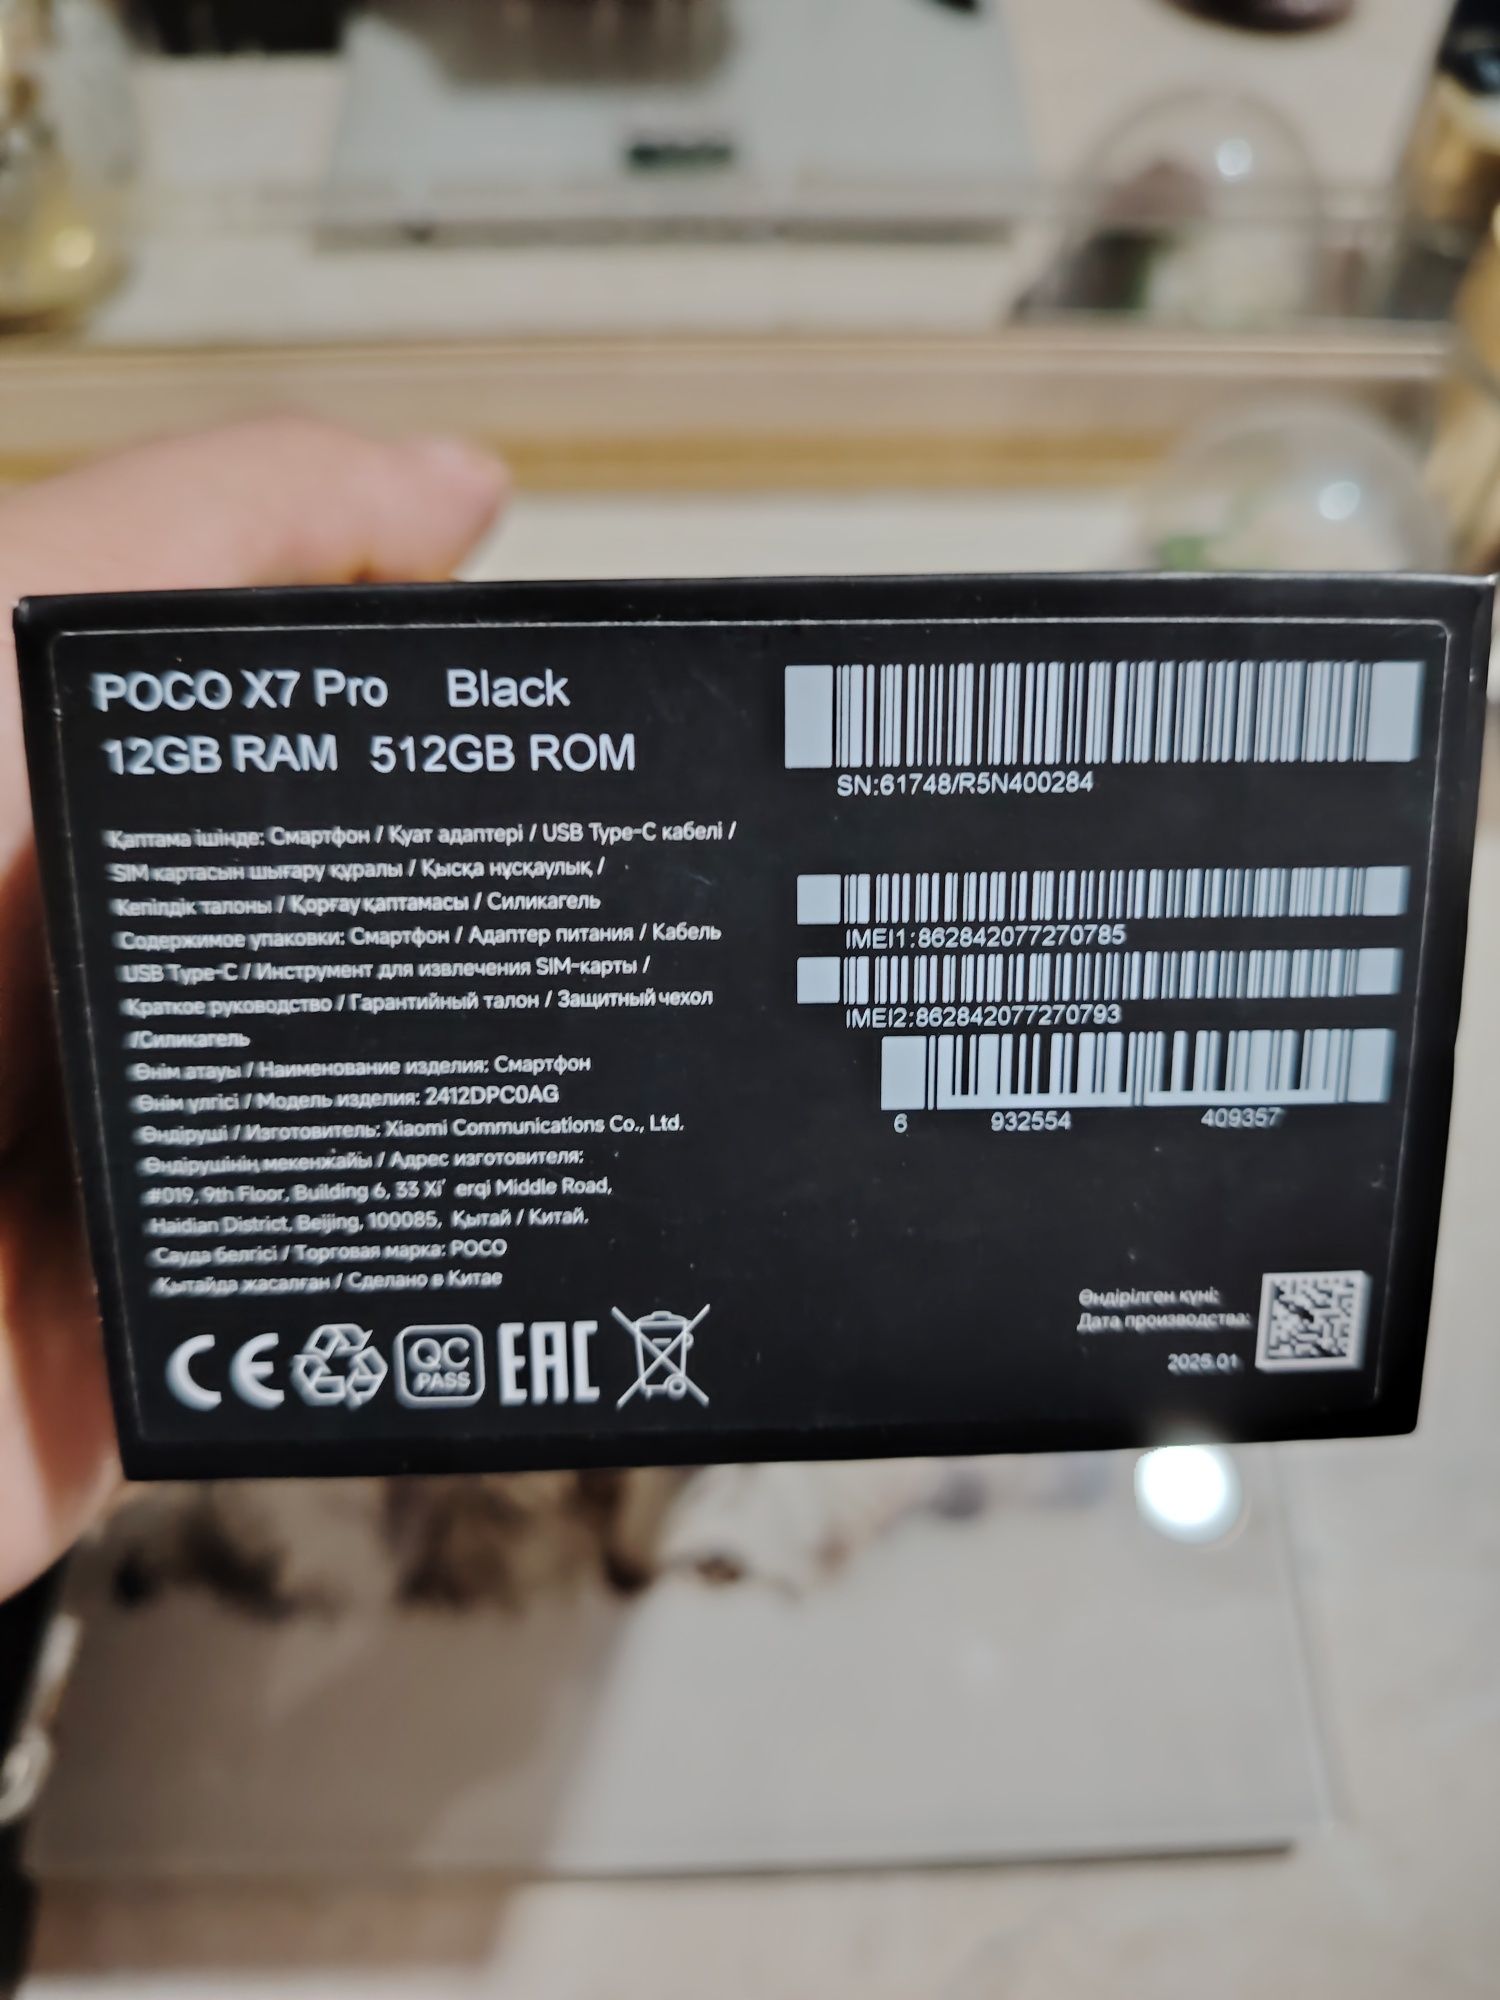 POCO X7 Pro Black
12GB RAM 512GB ROM
Қаптама ішінде: Смартфон / Қуат адаптері / USB Type-C кабелі /
SIM картасын шығару құралы / Қысқа нұсқаулық /
Кепілдік талоны / Қорғау қаптамасы / Силикагель
Содержимое упаковки: Смартфон / Адаптер питания / Кабель
USB Type-C / Инструмент для извлечения SIM-карты /
Краткое руководство / Гарантийный талон / Защитный чехол
/Силикагель
Өнім атауы / Наименование изделия: Смартфон
Өнім үлгісі / Модель изделия: 2412DPC0AG
Өндіруші / Изготовитель: Xiaomi Communications Co., Ltd.
Өндірушінің мекенжайы / Адрес изготовителя:
#019, 9th Floor, Building 6, 33 Xi' erqi Middle Road,
Haidian District, Beijing, 100085, Қытай / Китай.
Сауда белгісі / Торговая марка: POCO
Қытайда жасалған / Сделано в Китае
CE QC PASS EAC
SN:61748/R5N400284
IMEI1:862842077270785
IMEI2:862842077270793
6 932554 409357
Өндірілген күні:
Дата производства:
2025.01